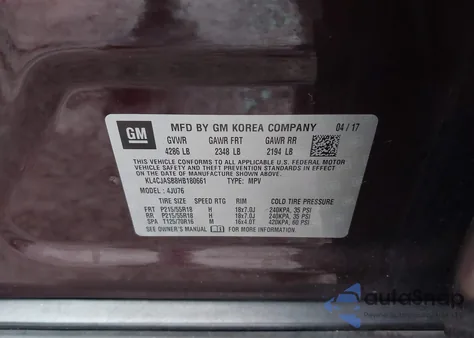 GM
MFD BY GM KOREA COMPANY 04 / 17
GVWR GAWR FRT GAWR RR
4286 LB 2348 LB 2194 LB
THIS VEHICLE CONFORMS TO ALL APPLICABLE U.S. FEDERAL MOTOR
VEHICLE SAFETY, BUMPER, AND THEFT PREVENTION STANDARDS
IN EFFECT ON THE DATE OF MANUFACTURE SHOWN ABOVE.
KL4CJASB8HB180661 TYPE: MPV
MODEL: 4JU76
TIRE SIZE SPEED RTG RIM COLD TIRE PRESSURE
FRT P215/55R18 H 18x7.0J 240KPA, 35 PSI
RR P215/55R18 H 18x7.0J 240KPA, 35 PSI
SPA T125/70R16 M 16x4.0T 420KPA, 60 PSI
SEE OWNER'S MANUAL FOR MORE INFORMATION.
autoSnap